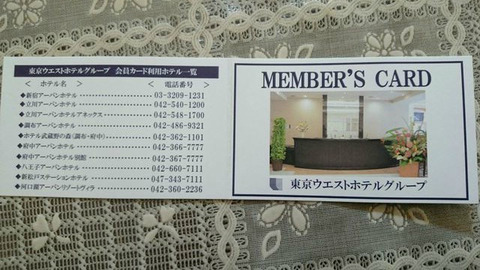 東京ウエストホテルグループ 会員カード利用ホテル一覧
＜ ホテル名 ＞ ＜ 電話番号 ＞
◆新宿アーバンホテル 03-3209-1231
◆立川アーバンホテル 042-540-1200
◆立川アーバンホテルアネックス 042-548-1700
◆調布アーバンホテル 042-486-9321
◆ホテル武蔵野の森(調布・府中) 042-362-1101
◆府中アーバンホテル 042-366-7777
◆府中アーバンホテル別館 042-367-7777
◆八王子アーバンホテル 042-660-7111
◆新松戸ステーションホテル 047-343-7111
◆河口湖アーバンリゾートヴィラ 042-360-2236
MEMBER'S CARD
東京ウエストホテルグループ